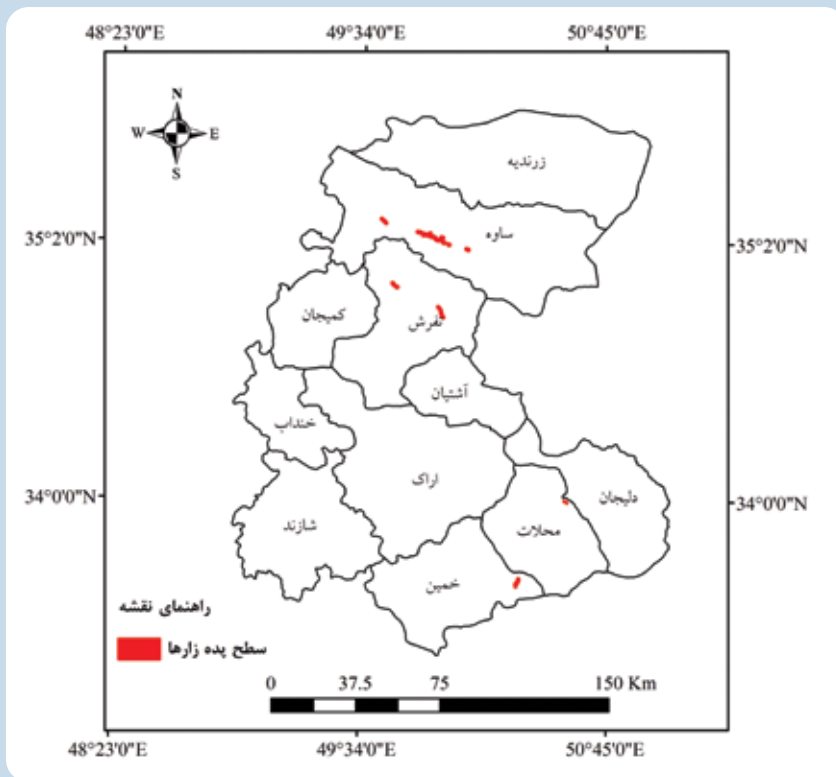 48°23'0"E 49°34'0"E 50°45'0"E
N
W E
S
زرندیه
ساوه
35°2'0"N 35°2'0"N
کمیجان
تفرش
آشتیان
خنداب
اراک
دلیجان
34°0'0"N 34°0'0"N
شازند
محلات
خمین
راهنمای نقشه
سطح پده زارها
0 37.5 75 150 Km
48°23'0"E 49°34'0"E 50°45'0"E